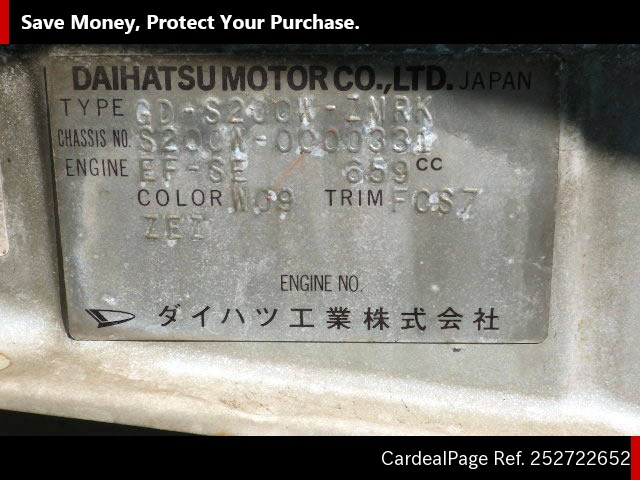 Save Money, Protect Your Purchase.
DAIHATSU MOTOR CO.,LTD. JAPAN
TYPE GD-S200W-ZMRK
CHASSIS NO. S200W-0000331
ENGINE EF-SE 659 CC
COLOR W09 TRIM FCS7
ZEZ
ENGINE NO.
ダイハツ工業株式会社
CardealPage Ref. 252722652